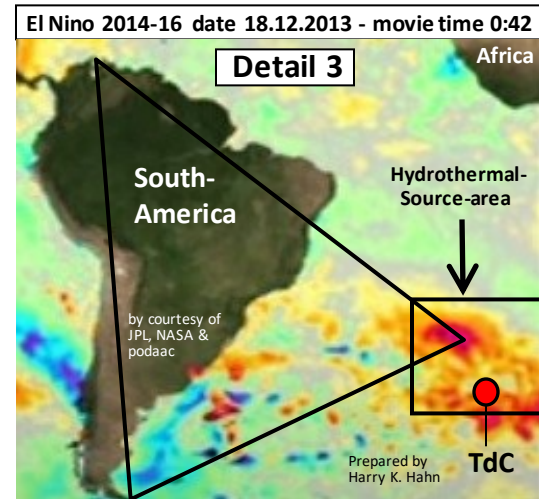 El Nino 2014-16 date 18.12.2013 - movie time 0:42
Africa
Detail 3
Hydrothermal-
Source-area
South-
America
by courtesy of
JPL, NASA &
podaac
Prepared by
Harry K. Hahn
TdC